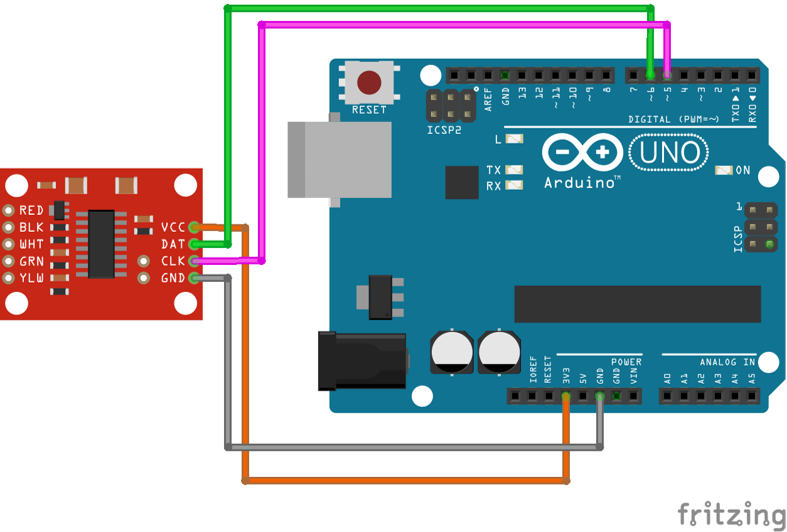 RED
BLK
WHT
GRN
YLW
VCC
DAT
CLK
GND
RESET
ICSP2
AREF
GND
13
12
~11
~10
~9
8
7
~6
~5
4
~3
2
TX0▶1
RX0◀0
DIGITAL (PWM=~)
L
TX
RX
Arduino™
UNO
ON
1
ICSP
POWER
ANALOG IN
IOREF
RESET
3V3
5V
GND
GND
VIN
A0
A1
A2
A3
A4
A5
fritzing